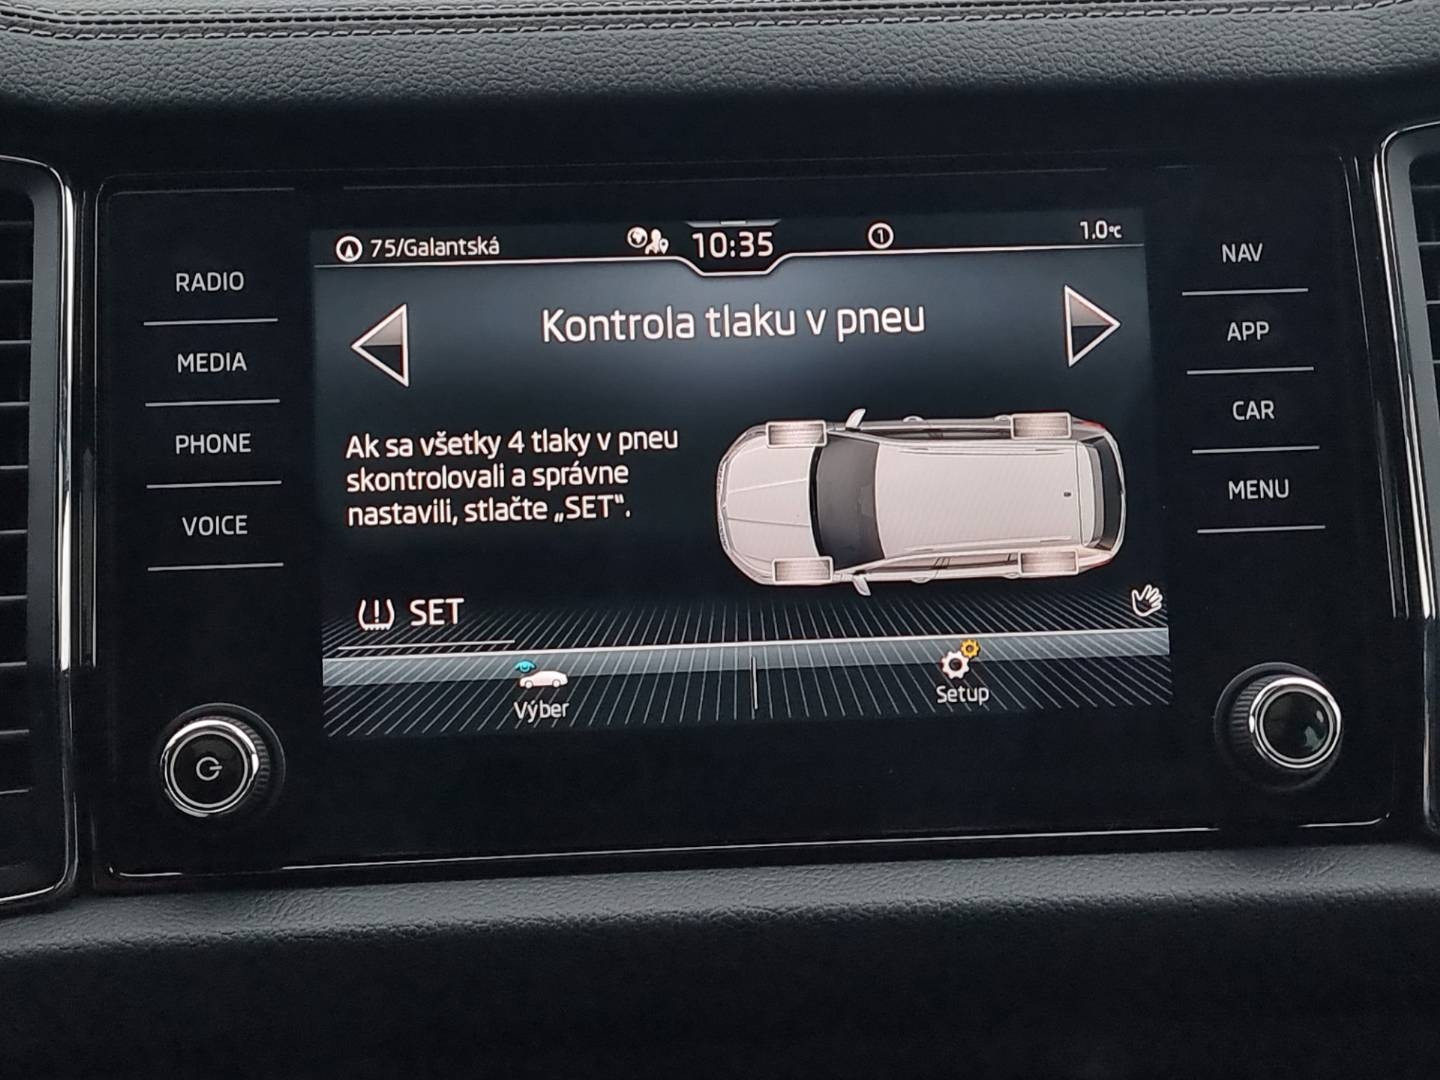 75/Galantská
10:35
1
1.0°C
RADIO
MEDIA
PHONE
VOICE
NAV
APP
CAR
MENU
Kontrola tlaku v pneu
Ak sa všetky 4 tlaky v pneu
skontrolovali a správne
nastavili, stlačte „SET“.
SET
Výber
Setup